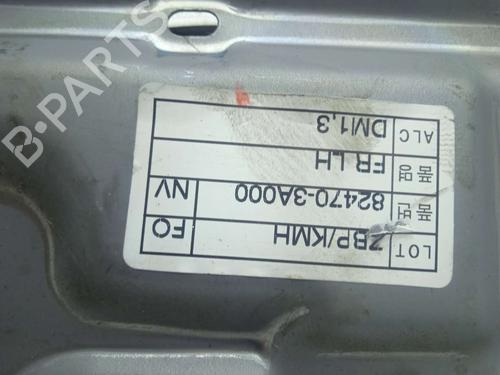 B-PARTS
LOT ZBP/KMH FO
품번 82470-3A000 NV
품명 FR LH
ALC DM1,3